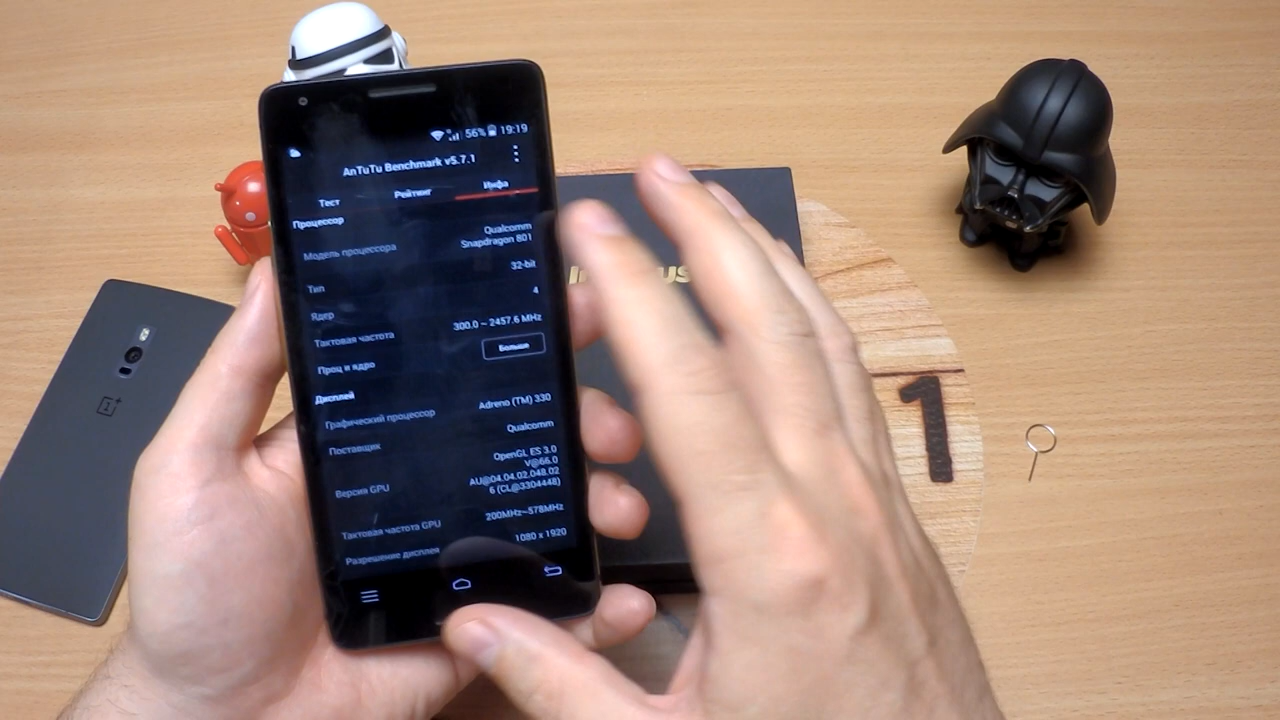 56% 19:19
AnTuTu Benchmark v5.7.1
Тест Рейтинг Инфа
Процессор
Модель процессора Qualcomm
Snapdragon 801
Тип 32-bit
Ядер 4
Тактовая частота 300.0 ~ 2457.6 MHz
Проц и ядро Больше
Дисплей
Графический процессор Adreno (TM) 330
Поставщик Qualcomm
Версия GPU OpenGL ES 3.0
V@66.0
AU@04.04.02.048.02
6 (CL@3304448)
Тактовая частота GPU 200MHz~578MHz
Разрешение дисплея 1080 x 1920
1
1+